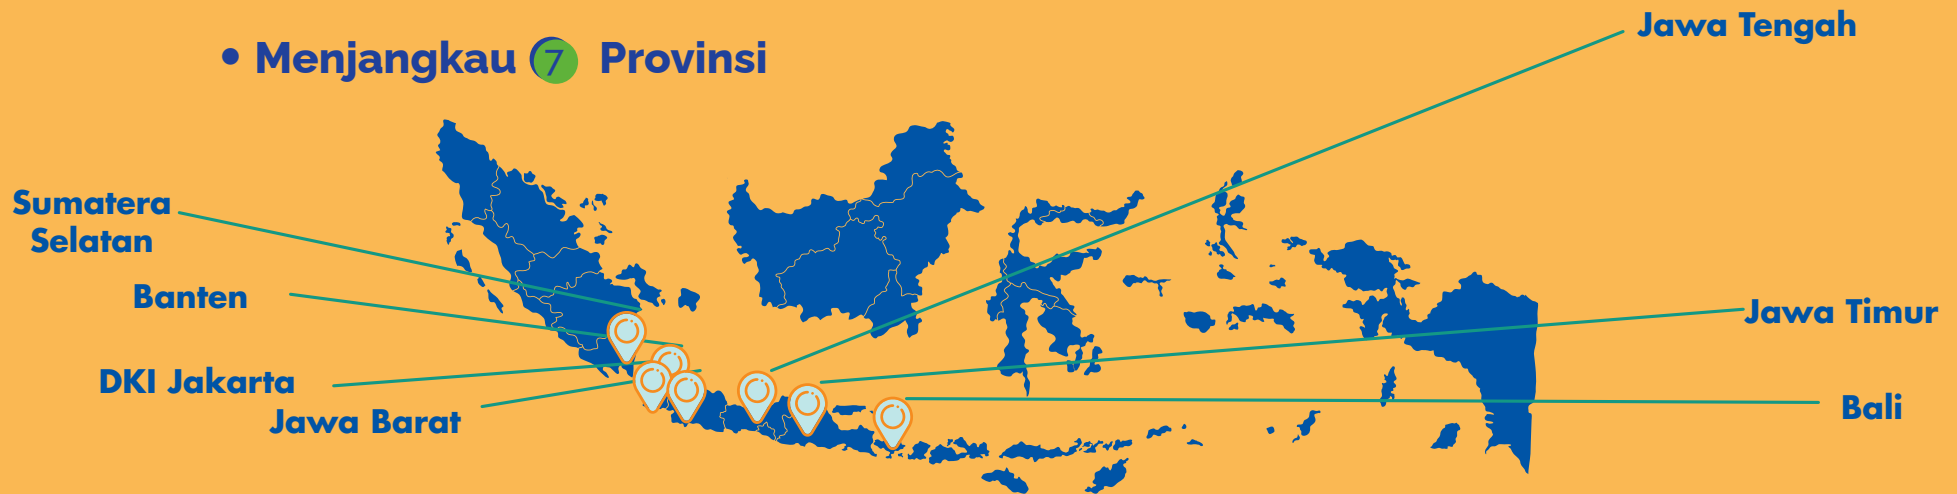 • Menjangkau 7 Provinsi
Jawa Tengah
Sumatera
Selatan
Banten
DKI Jakarta
Jawa Barat
Jawa Timur
Bali